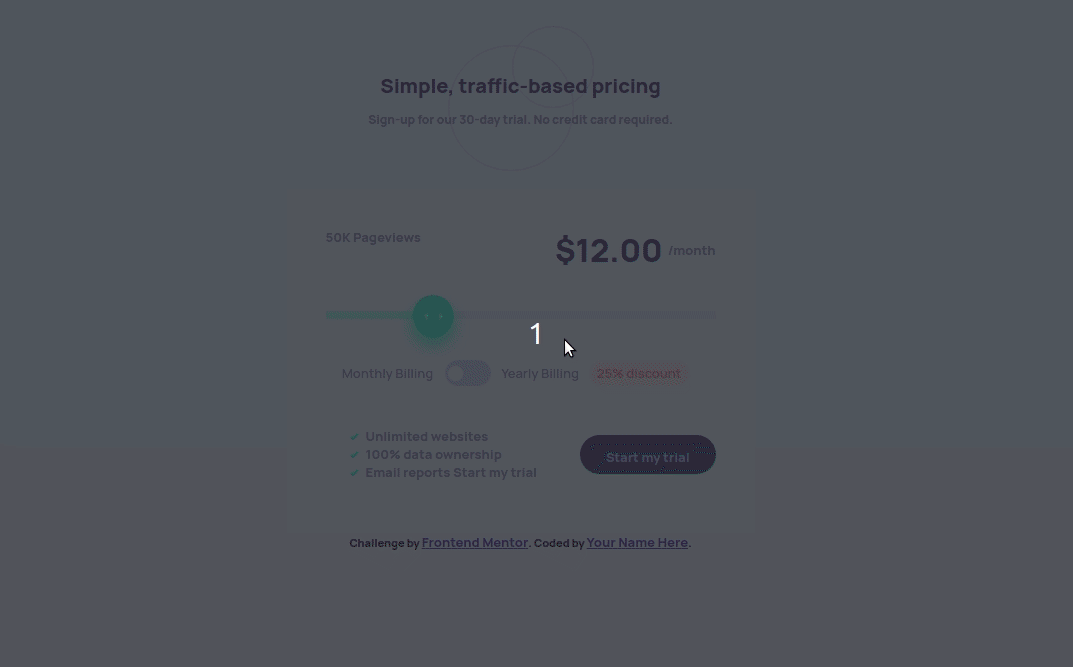 Simple, traffic-based pricing
Sign-up for our 30-day trial. No credit card required.
50K Pageviews
$12.00 /month
1
Monthly Billing Yearly Billing 25% discount
✔ Unlimited websites
✔ 100% data ownership
✔ Email reports Start my trial
Start my trial
Challenge by Frontend Mentor. Coded by Your Name Here.